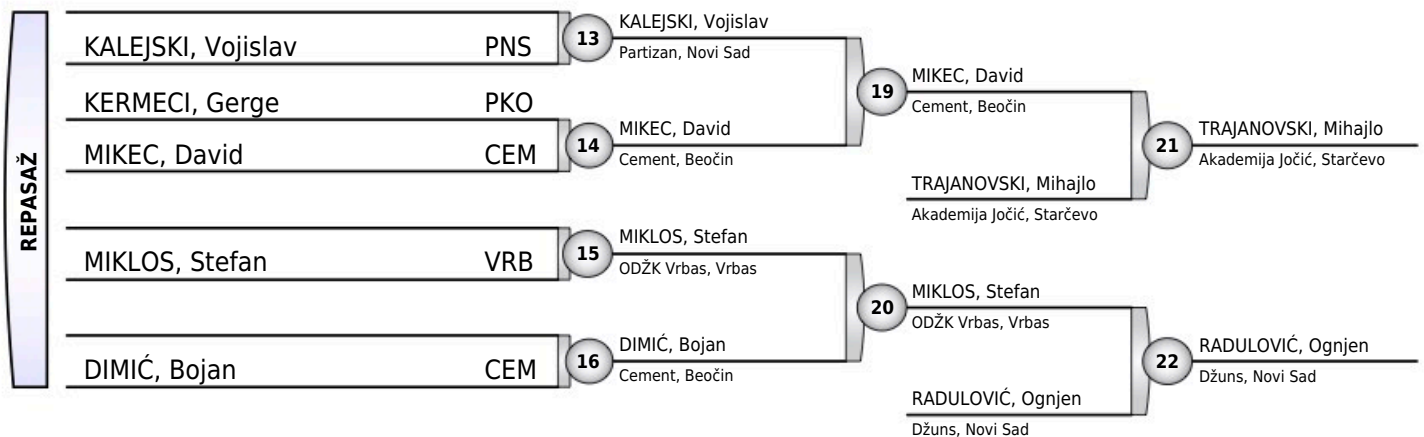 REPASAŽ
KALEJSKI, Vojislav PNS
KERMECI, Gerge PKO
MIKEC, David CEM
MIKLOS, Stefan VRB
DIMIĆ, Bojan CEM
13
KALEJSKI, Vojislav
Partizan, Novi Sad
14
MIKEC, David
Cement, Beočin
15
MIKLOS, Stefan
ODŽK Vrbas, Vrbas
16
DIMIĆ, Bojan
Cement, Beočin
19
MIKEC, David
Cement, Beočin
TRAJANOVSKI, Mihajlo
Akademija Jočić, Starčevo
20
MIKLOS, Stefan
ODŽK Vrbas, Vrbas
RADULOVIĆ, Ognjen
Džuns, Novi Sad
21
TRAJANOVSKI, Mihajlo
Akademija Jočić, Starčevo
22
RADULOVIĆ, Ognjen
Džuns, Novi Sad